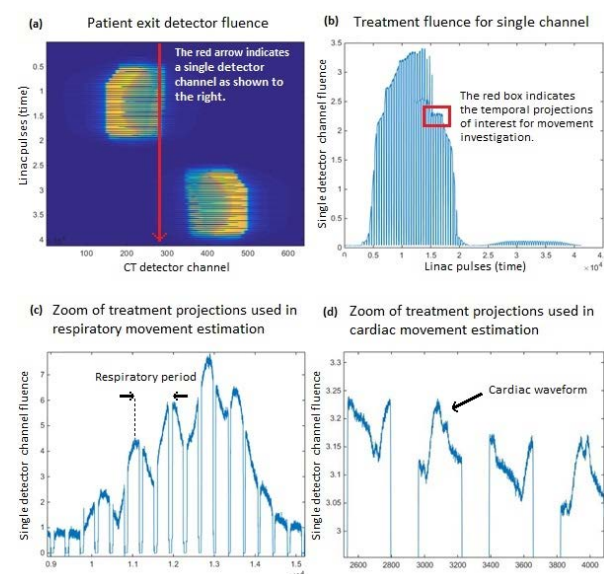 (a) Patient exit detector fluence
The red arrow indicates
a single detector
channel as shown to
the right.
Linac pulses (time)
0.5
1.0
1.5
2.0
2.5
3.0
3.5
4
100 200 300 400 500 600
CT detector channel
(b) Treatment fluence for single channel
The red box indicates
the temporal projections
of interest for movement
investigation.
Single detector channel fluence
3.5
3
2.5
2
1.5
1
0.5
0
0 0.5 1 1.5 2 2.5 3 3.5 4
Linac pulses (time) ×10⁴
(c) Zoom of treatment projections used in
respiratory movement estimation
Respiratory period
Single detector channel fluence
7
6
5
4
3
2
1
0
0.9 1 1.1 1.2 1.3 1.4 1.5
(d) Zoom of treatment projections used in
cardiac movement estimation
Cardiac waveform
Single detector channel fluence
3.25
3.2
3.15
3.1
3.05
3
2600 2800 3000 3200 3400 3600 3800 4000